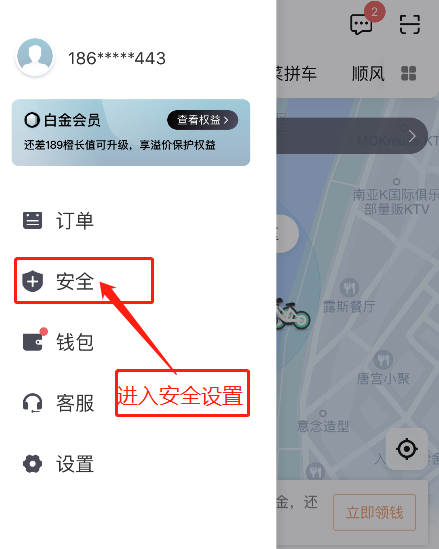 2
186*****443
菜拼车 顺风
白金会员 查看权益
还差189橙长值可升级，享溢价保护权益
南亚K国际俱乐
部量贩KTV
订单
安全
露斯餐厅
钱包
唐宫小聚
进入安全设置
客服
意念造型
设置
金，还
立即领钱